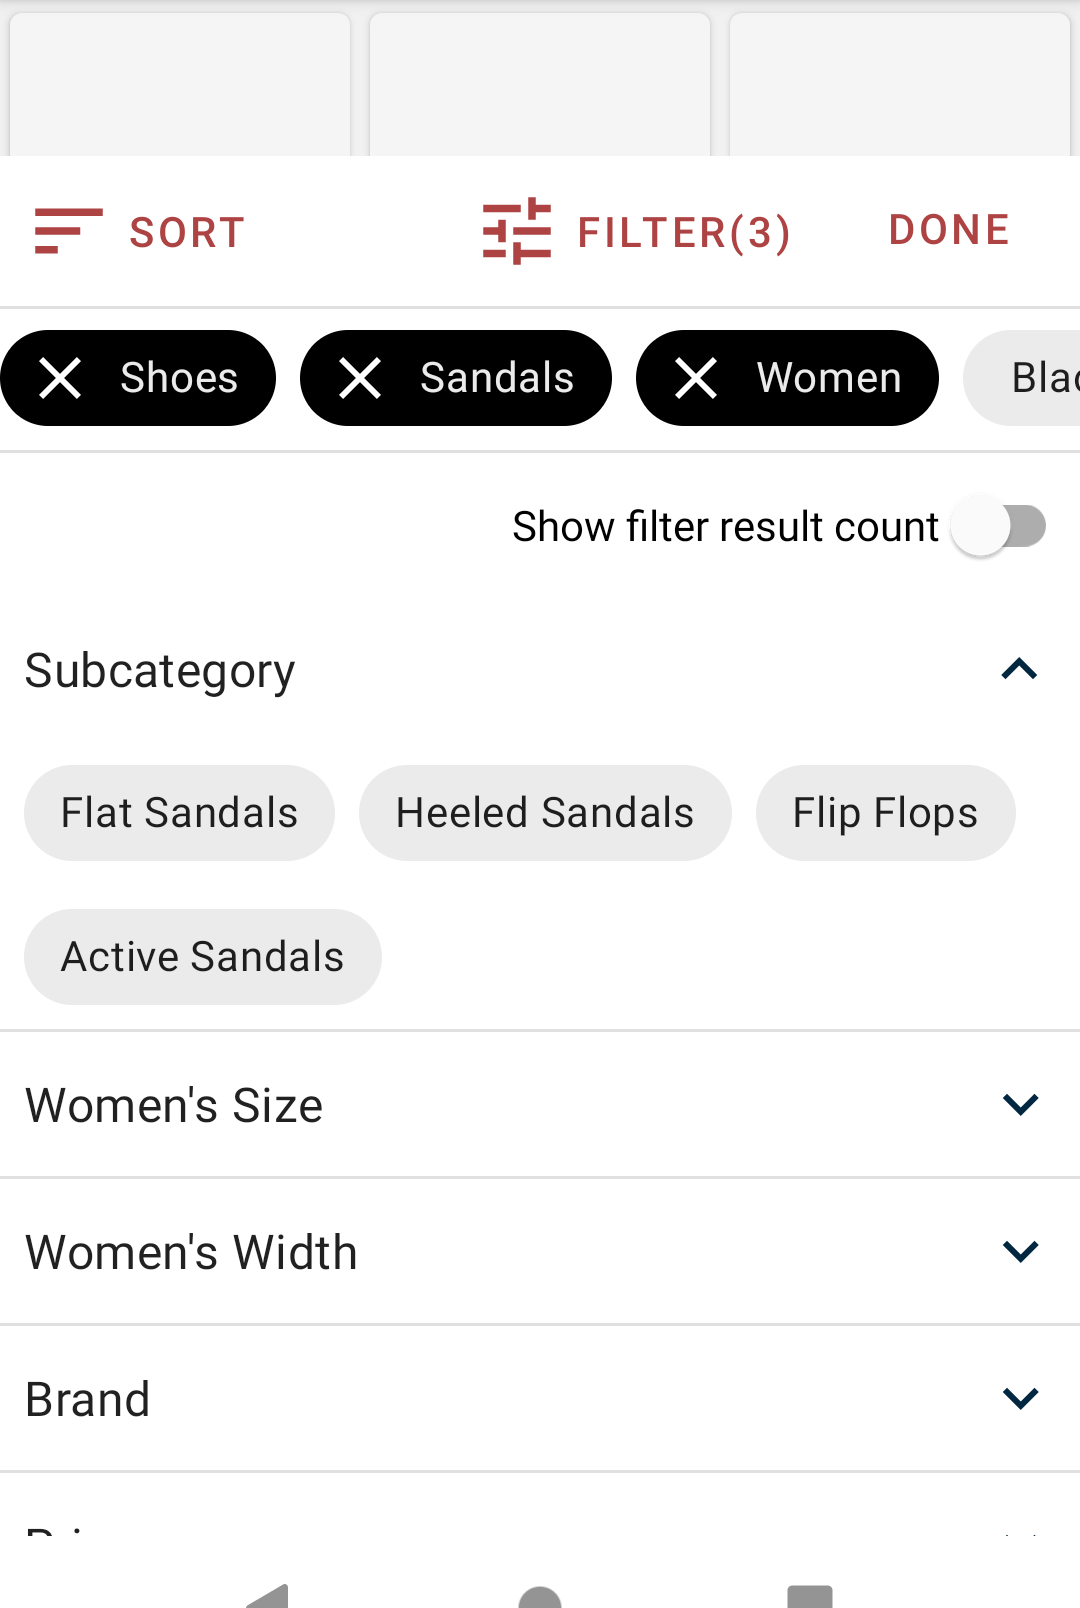 SORT FILTER(3) DONE
Shoes Sandals Women
Show filter result count
Subcategory
Flat Sandals Heeled Sandals Flip Flops
Active Sandals
Women's Size
Women's Width
Brand